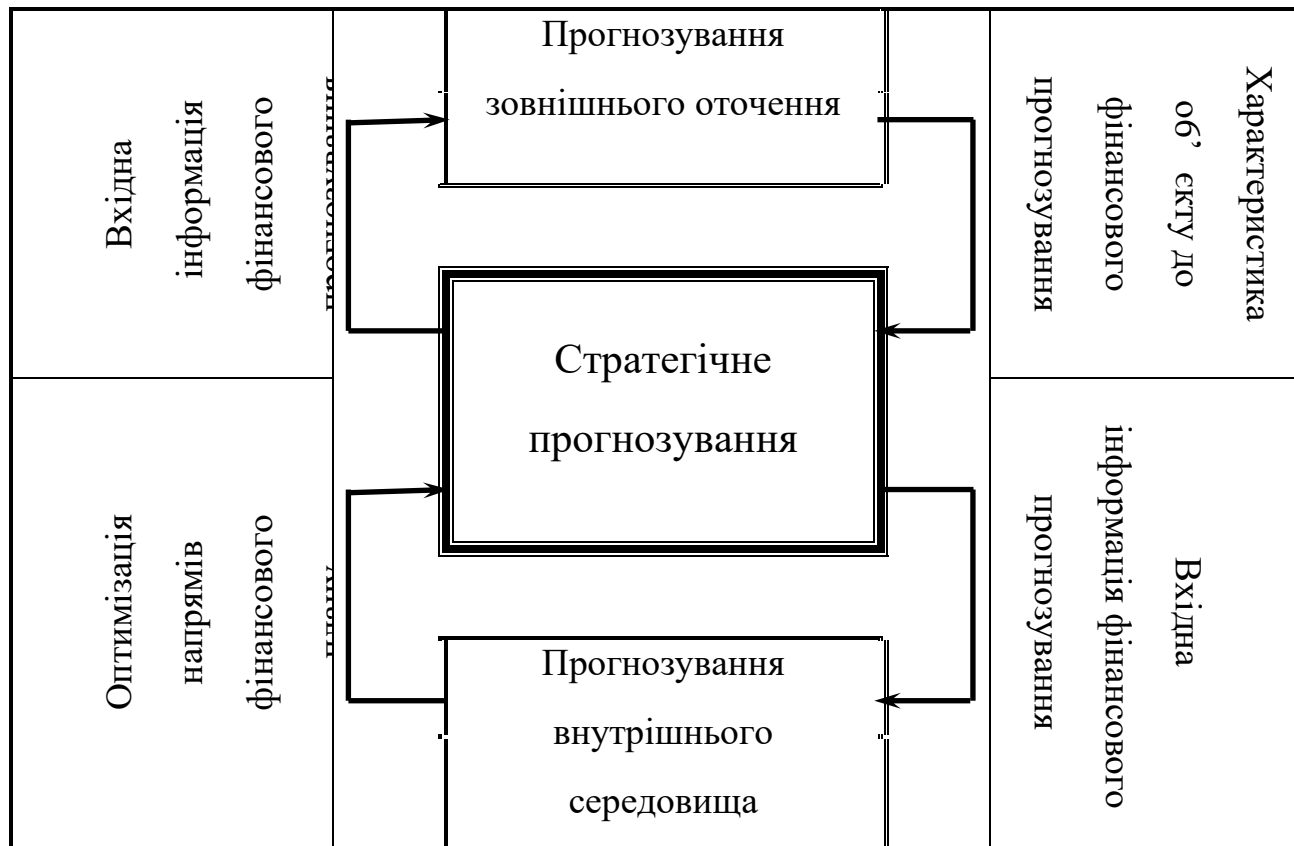 Вхідна
інформація
фінансового
прогнозування
Прогнозування
зовнішнього оточення
Характеристика
об’ єкту до
фінансового
прогнозування
Стратегічне
прогнозування
Оптимізація
напрямів
фінансового
Прогнозування
внутрішнього
середовища
Вхідна
інформація фінансового
прогнозування